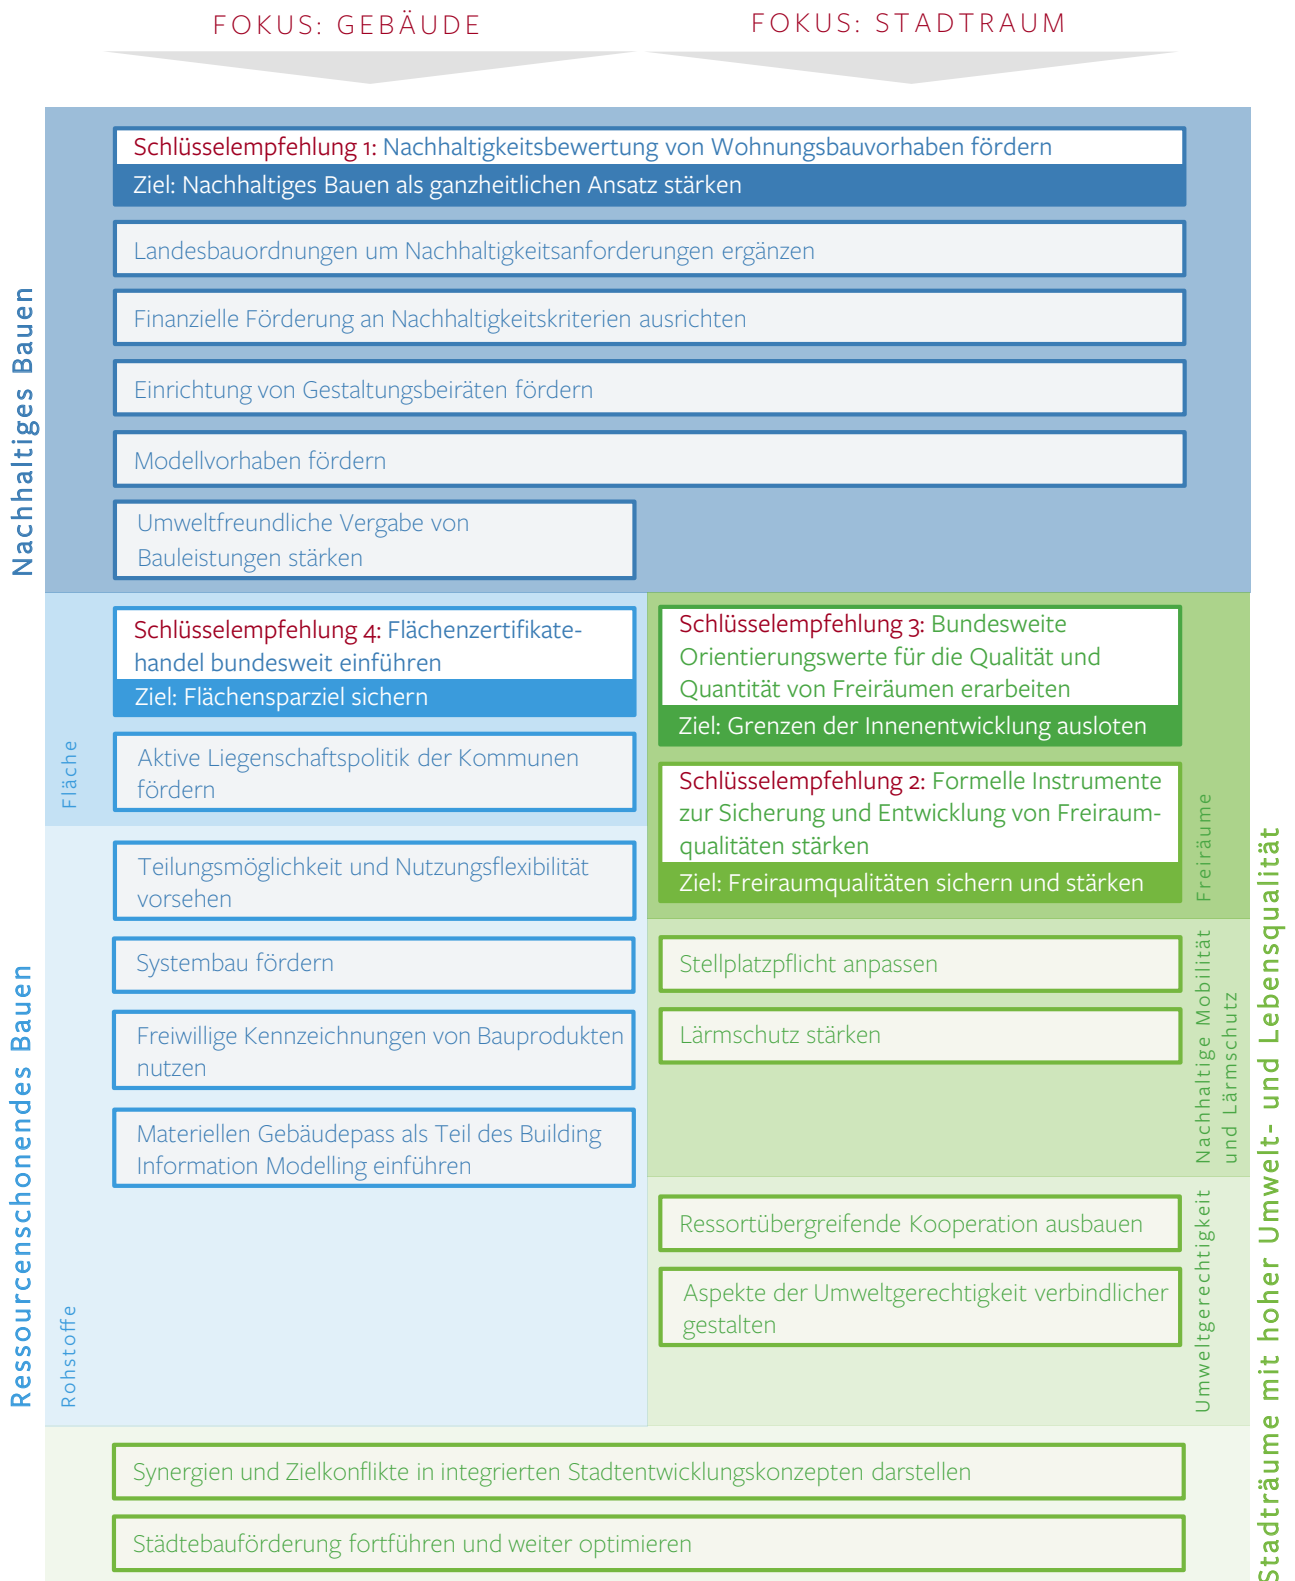 FOKUS: GEBÄUDE
FOKUS: STADTRAUM
Nachhaltiges Bauen
Schlüsselempfehlung 1: Nachhaltigkeitsbewertung von Wohnungsbauvorhaben fördern
Ziel: Nachhaltiges Bauen als ganzheitlichen Ansatz stärken
Landesbauordnungen um Nachhaltigkeitsanforderungen ergänzen
Finanzielle Förderung an Nachhaltigkeitskriterien ausrichten
Einrichtung von Gestaltungsbeiräten fördern
Modellvorhaben fördern
Umweltfreundliche Vergabe von
Bauleistungen stärken
Ressourcenschonendes Bauen
Fläche
Schlüsselempfehlung 4: Flächenzertifikate-
handel bundesweit einführen
Ziel: Flächensparziel sichern
Aktive Liegenschaftspolitik der Kommunen
fördern
Rohstoffe
Teilungsmöglichkeit und Nutzungsflexibilität
vorsehen
Systembau fördern
Freiwillige Kennzeichnungen von Bauprodukten
nutzen
Materiellen Gebäudepass als Teil des Building
Information Modelling einführen
Stadträume mit hoher Umwelt- und Lebensqualität
Freiräume
Schlüsselempfehlung 3: Bundesweite
Orientierungswerte für die Qualität und
Quantität von Freiräumen erarbeiten
Ziel: Grenzen der Innenentwicklung ausloten
Schlüsselempfehlung 2: Formelle Instrumente
zur Sicherung und Entwicklung von Freiraum-
qualitäten stärken
Ziel: Freiraumqualitäten sichern und stärken
Nachhaltige Mobilität
und Lärmschutz
Stellplatzpflicht anpassen
Lärmschutz stärken
Umweltgerechtigkeit
Ressortübergreifende Kooperation ausbauen
Aspekte der Umweltgerechtigkeit verbindlicher
gestalten
Synergien und Zielkonflikte in integrierten Stadtentwicklungskonzepten darstellen
Städtebauförderung fortführen und weiter optimieren